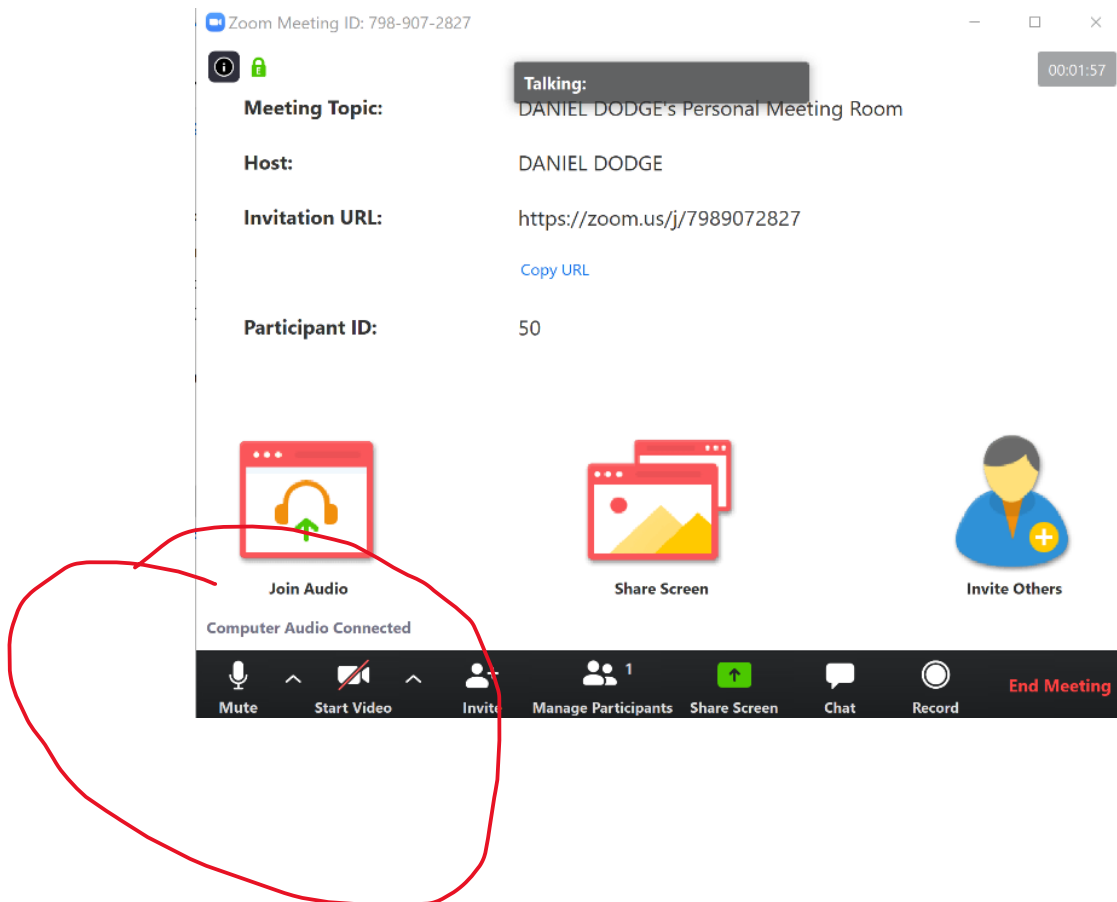 Zoom Meeting ID: 798-907-2827
00:01:57
Talking:
Meeting Topic: DANIEL DODGE's Personal Meeting Room
Host: DANIEL DODGE
Invitation URL: https://zoom.us/j/7989072827
Copy URL
Participant ID: 50
Join Audio Share Screen Invite Others
Computer Audio Connected
1
Mute Start Video Invite Manage Participants Share Screen Chat Record End Meeting